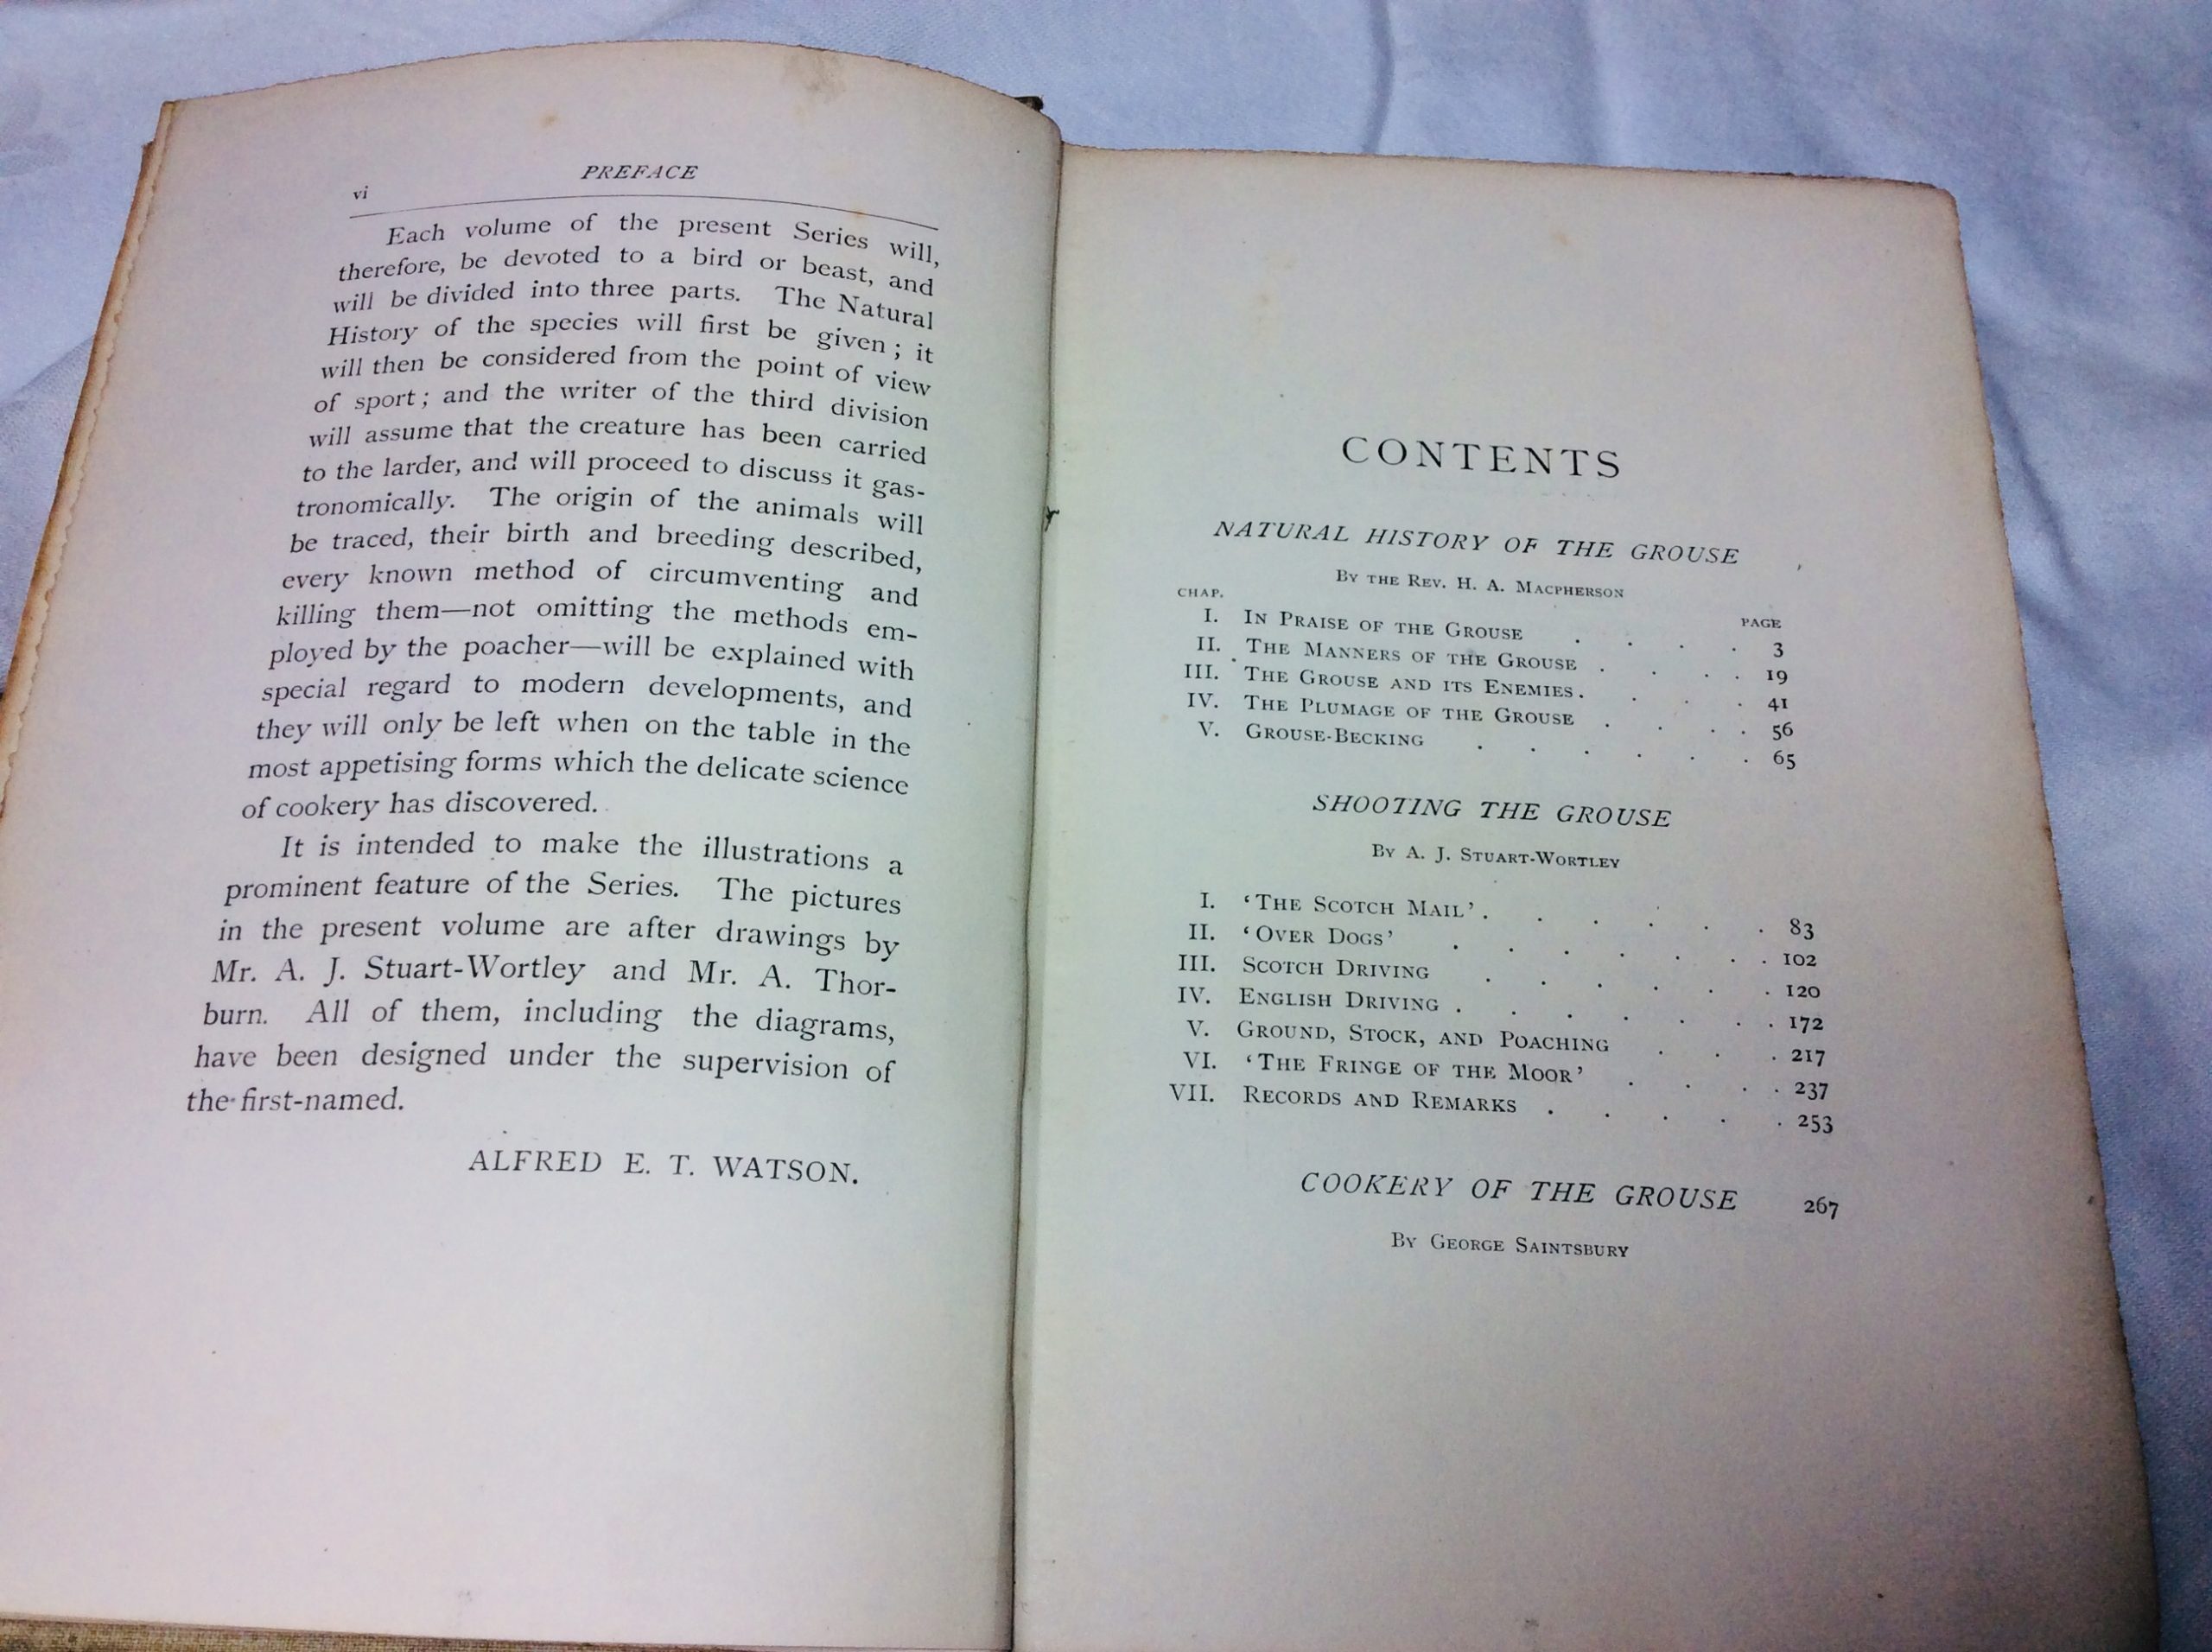 vi
PREFACE
Each volume of the present Series will,
therefore, be devoted to a bird or beast, and
will be divided into three parts. The Natural
History of the species will first be given; it
will then be considered from the point of view
of sport; and the writer of the third division
will assume that the creature has been carried
to the larder, and will proceed to discuss it gas-
tronomically. The origin of the animals will
be traced, their birth and breeding described,
every known method of circumventing and
killing them—not omitting the methods em-
ployed by the poacher—will be explained with
special regard to modern developments, and
they will only be left when on the table in the
most appetising forms which the delicate science
of cookery has discovered.
It is intended to make the illustrations a
prominent feature of the Series. The pictures
in the present volume are after drawings by
Mr. A. J. Stuart-Wortley and Mr. A. Thor-
burn. All of them, including the diagrams,
have been designed under the supervision of
the first-named.
ALFRED E. T. WATSON.
CONTENTS
NATURAL HISTORY OF THE GROUSE
By the Rev. H. A. Macpherson
CHAP. PAGE
I. In Praise of the Grouse . . . . 3
II. The Manners of the Grouse . . . . 19
III. The Grouse and its Enemies . . . . 41
IV. The Plumage of the Grouse . . . . 56
V. Grouse-Becking . . . . . . 65
SHOOTING THE GROUSE
By A. J. Stuart-Wortley
I. 'The Scotch Mail' . . . . . . 83
II. 'Over Dogs' . . . . . . . 102
III. Scotch Driving . . . . . . 120
IV. English Driving . . . . . . . 172
V. Ground, Stock, and Poaching . . . 217
VI. 'The Fringe of the Moor' . . . . 237
VII. Records and Remarks . . . . . 253
COOKERY OF THE GROUSE 267
By George Saintsbury